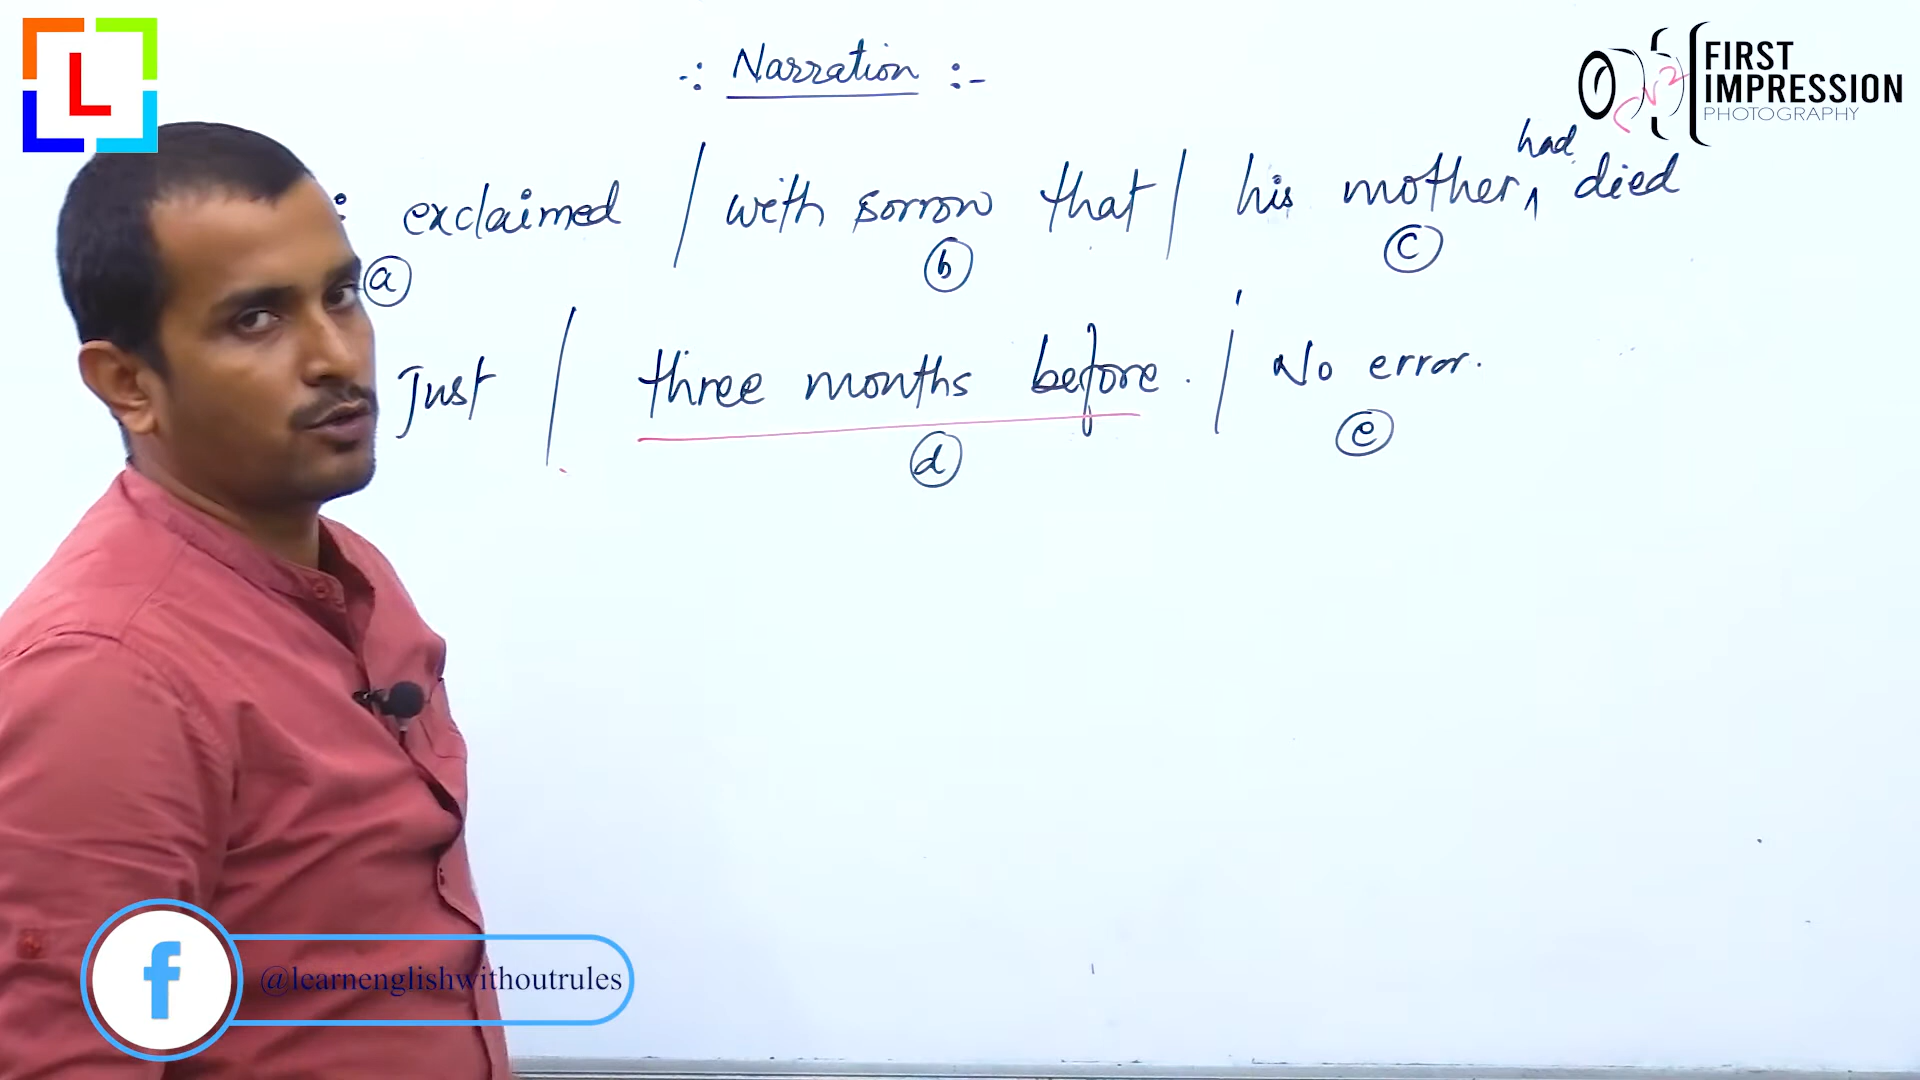 L
-: Narration :-
FIRST
IMPRESSION
PHOTOGRAPHY
had
exclaimed / with sorrow that / his mother ^ died
a b c
Just / three months before. / No error.
d e
f @learnenglishwithoutrules